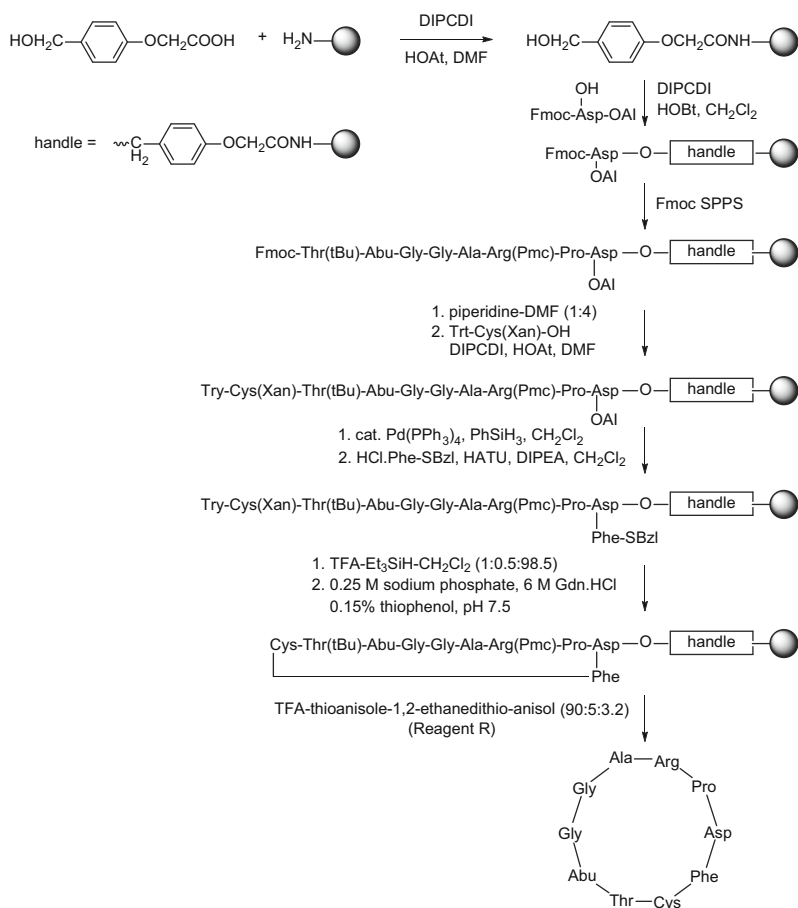 HOH₂C OCH₂COOH + H₂N DIPCDI HOAt, DMF HOH₂C OCH₂CONH
handle = C H₂ OCH₂CONH
OH
Fmoc-Asp-OAl
DIPCDI
HOBt, CH₂Cl₂
Fmoc-Asp — O — handle
OAl
Fmoc SPPS
Fmoc-Thr(tBu)-Abu-Gly-Gly-Ala-Arg(Pmc)-Pro-Asp — O — handle
OAl
1. piperidine-DMF (1:4)
2. Trt-Cys(Xan)-OH
DIPCDI, HOAt, DMF
Try-Cys(Xan)-Thr(tBu)-Abu-Gly-Gly-Ala-Arg(Pmc)-Pro-Asp — O — handle
OAl
1. cat. Pd(PPh₃)₄, PhSiH₃, CH₂Cl₂
2. HCl.Phe-SBzl, HATU, DIPEA, CH₂Cl₂
Try-Cys(Xan)-Thr(tBu)-Abu-Gly-Gly-Ala-Arg(Pmc)-Pro-Asp — O — handle
Phe-SBzl
1. TFA-Et₃SiH-CH₂Cl₂ (1:0.5:98.5)
2. 0.25 M sodium phosphate, 6 M Gdn.HCl
0.15% thiophenol, pH 7.5
Cys-Thr(tBu)-Abu-Gly-Gly-Ala-Arg(Pmc)-Pro-Asp — O — handle
Phe
TFA-thioanisole-1,2-ethanedithio-anisol (90:5:3.2)
(Reagent R)
Ala Arg
Gly Pro
Gly Asp
Abu Phe
Thr Cys